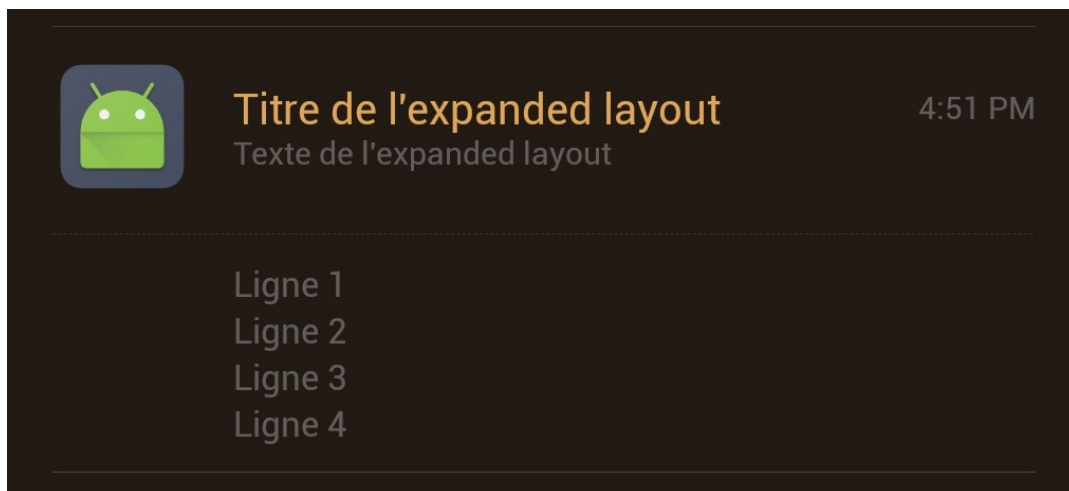 Titre de l'expanded layout
4:51 PM
Texte de l'expanded layout
Ligne 1
Ligne 2
Ligne 3
Ligne 4